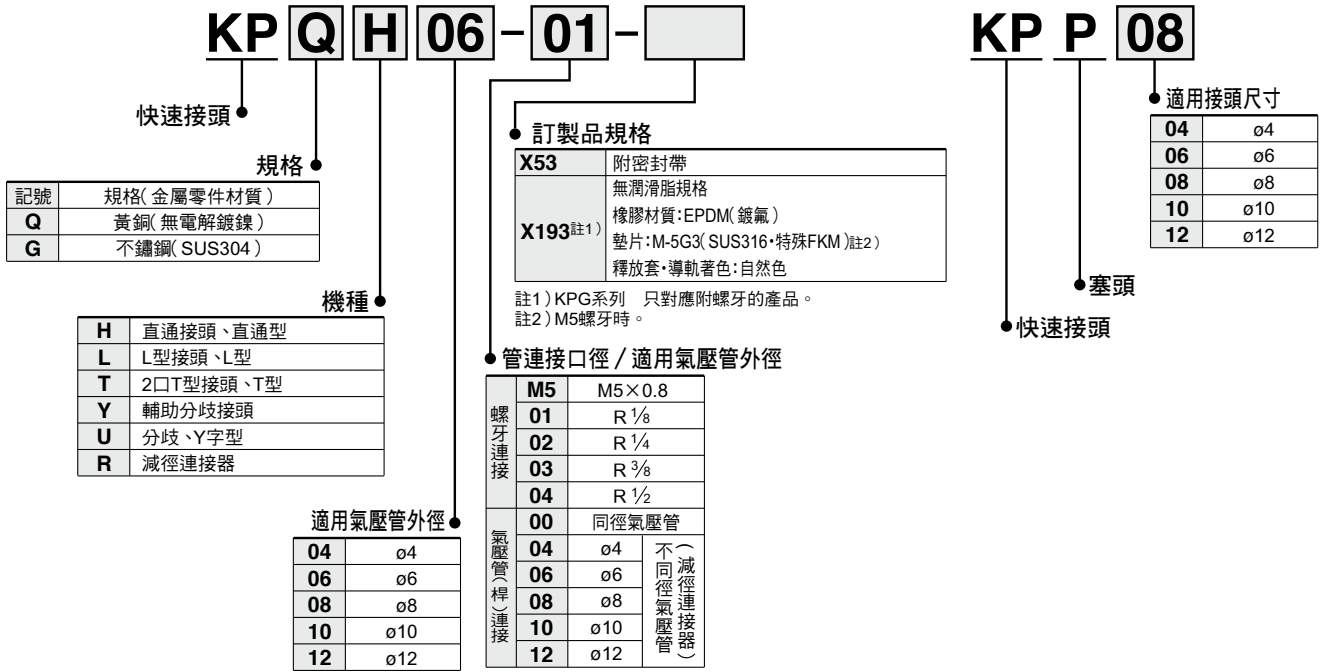 KP Q H 06 - 01 -
快速接頭
規格
記號 規格(金屬零件材質)
Q 黃銅(無電解鍍鎳)
G 不鏽鋼(SUS304)
機種
H 直通接頭、直通型
L L型接頭、L型
T 2口T型接頭、T型
Y 輔助分歧接頭
U 分歧、Y字型
R 減徑連接器
適用氣壓管外徑
04 ø4
06 ø6
08 ø8
10 ø10
12 ø12
訂製品規格
X53 附密封帶
X193註1)
無潤滑脂規格
橡膠材質:EPDM(鍍氟)
墊片:M-5G3(SUS316・特殊FKM)註2)
釋放套・導軌著色:自然色
註1)KPG系列 只對應附螺牙的產品。
註2)M5螺牙時。
管連接口徑/適用氣壓管外徑
螺牙連接
M5 M5×0.8
01 R 1/8
02 R 1/4
03 R 3/8
04 R 1/2
氣壓管(桿)連接
00 同徑氣壓管
04 ø4
06 ø6
08 ø8
10 ø10
12 ø12
不同徑氣壓管
(減徑連接器)
KP P 08
適用接頭尺寸
04 ø4
06 ø6
08 ø8
10 ø10
12 ø12
塞頭
快速接頭